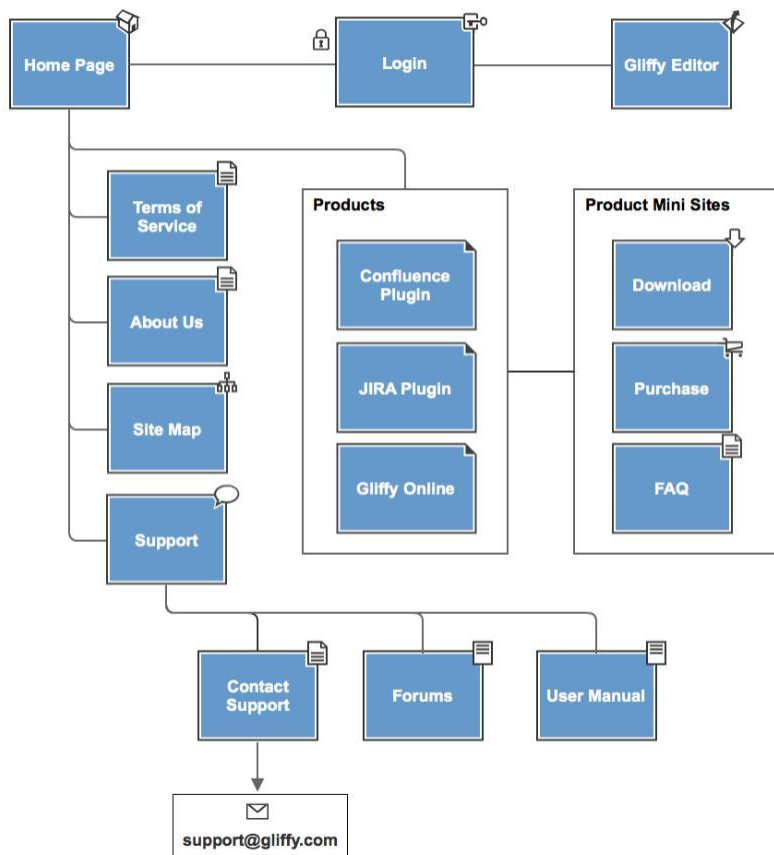 Home Page
Login
Gliffy Editor
Terms of
Service
About Us
Site Map
Support
Products
Confluence
Plugin
JIRA Plugin
Gliffy Online
Product Mini Sites
Download
Purchase
FAQ
Contact
Support
Forums
User Manual
support@gliffy.com